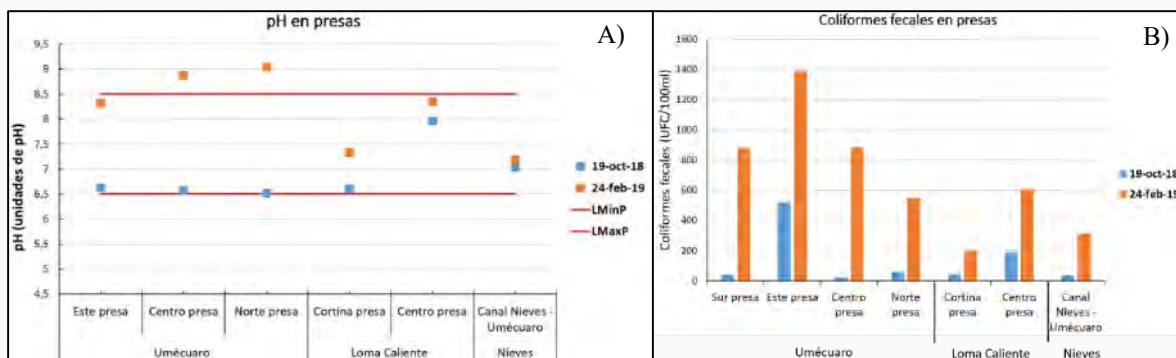 pH en presas
A)
9,5
9
8,5
8
7,5
7
6,5
6
5,5
5
4,5
pH (unidades de pH)
19-oct-18
24-feb-19
LMinP
LMaxP
Este presa
Centro presa
Norte presa
Cortina presa
Centro presa
Canal Nieves - Umécuaro
Umécuaro
Loma Caliente
Nieves
Coliformes fecales en presas
B)
1600
1400
1200
1000
800
600
400
200
0
Coliformes fecales (UFC/100ml)
19-oct-18
24-feb-19
Sur presa
Este presa
Centro presa
Norte presa
Cortina presa
Centro presa
Canal Nieves - Umécuaro
Umécuaro
Loma Caliente
Nieves